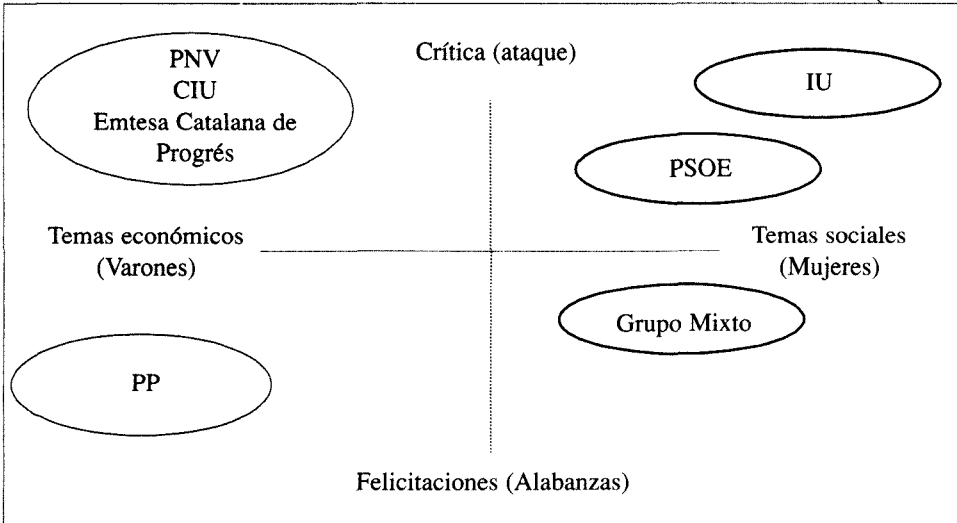 PNV
CIU
Emtesa Catalana de
Progrés
Crítica (ataque)
IU
PSOE
Temas económicos
(Varones)
Temas sociales
(Mujeres)
Grupo Mixto
PP
Felicitaciones (Alabanzas)